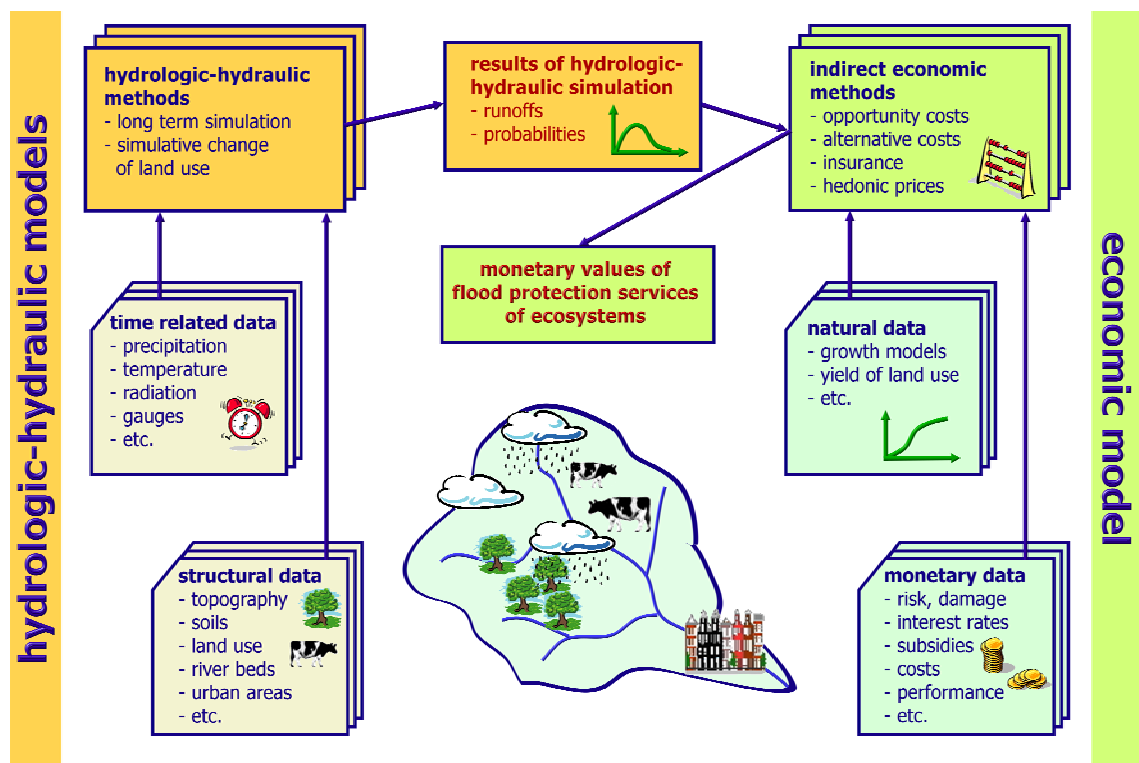 hydrologic-hydraulic models
hydrologic-hydraulic
methods
- long term simulation
- simulative change
of land use
results of hydrologic-
hydraulic simulation
- runoffs
- probabilities
indirect economic
methods
- opportunity costs
- alternative costs
- insurance
- hedonic prices
monetary values of
flood protection services
of ecosystems
time related data
- precipitation
- temperature
- radiation
- gauges
- etc.
natural data
- growth models
- yield of land use
- etc.
structural data
- topography
- soils
- land use
- river beds
- urban areas
- etc.
monetary data
- risk, damage
- interest rates
- subsidies
- costs
- performance
- etc.
economic model